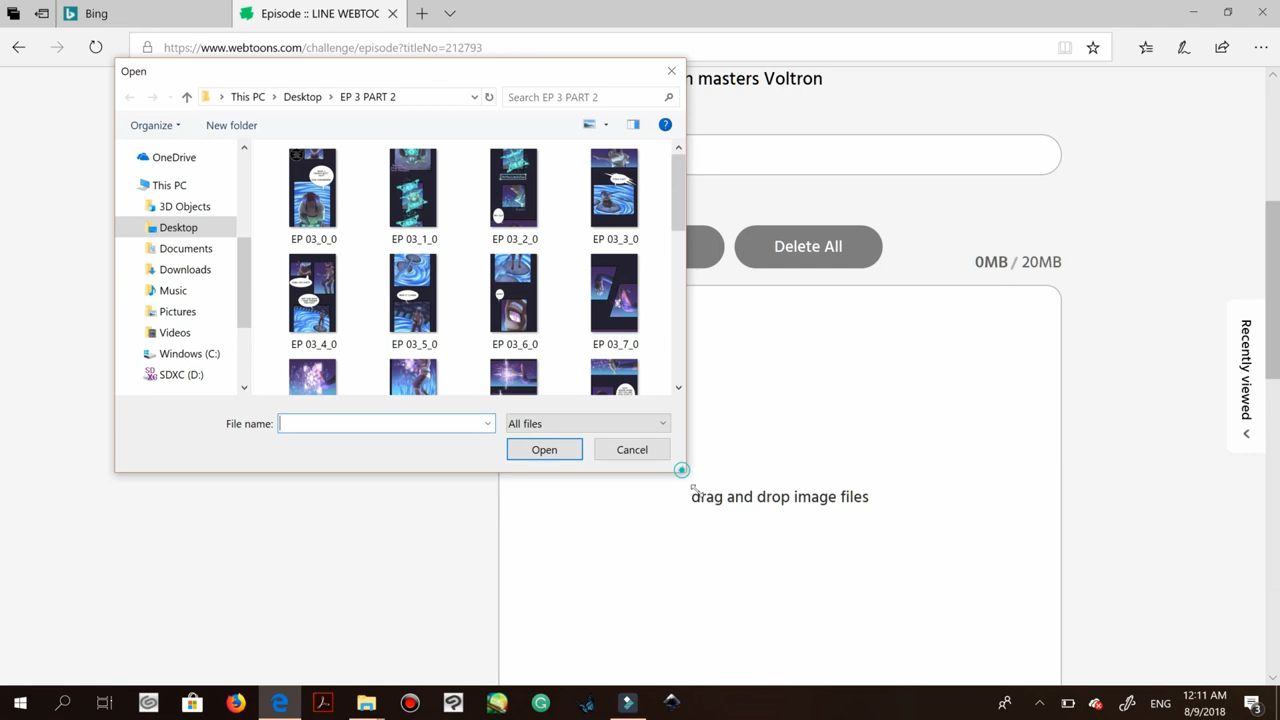 Bing
Episode :: LINE WEBTOC
https://www.webtoons.com/challenge/episode?titleNo=212793
Open
n masters Voltron
This PC > Desktop > EP 3 PART 2
Search EP 3 PART 2
Organize
New folder
OneDrive
This PC
3D Objects
Desktop
Documents
Downloads
Music
Pictures
Videos
Windows (C:)
SDXC (D:)
EP 03_0_0
EP 03_1_0
EP 03_2_0
EP 03_3_0
EP 03_4_0
EP 03_5_0
EP 03_6_0
EP 03_7_0
File name:
All files
Open
Cancel
Delete All
0MB / 20MB
drag and drop image files
Recently viewed
ENG
12:11 AM
8/9/2018
3